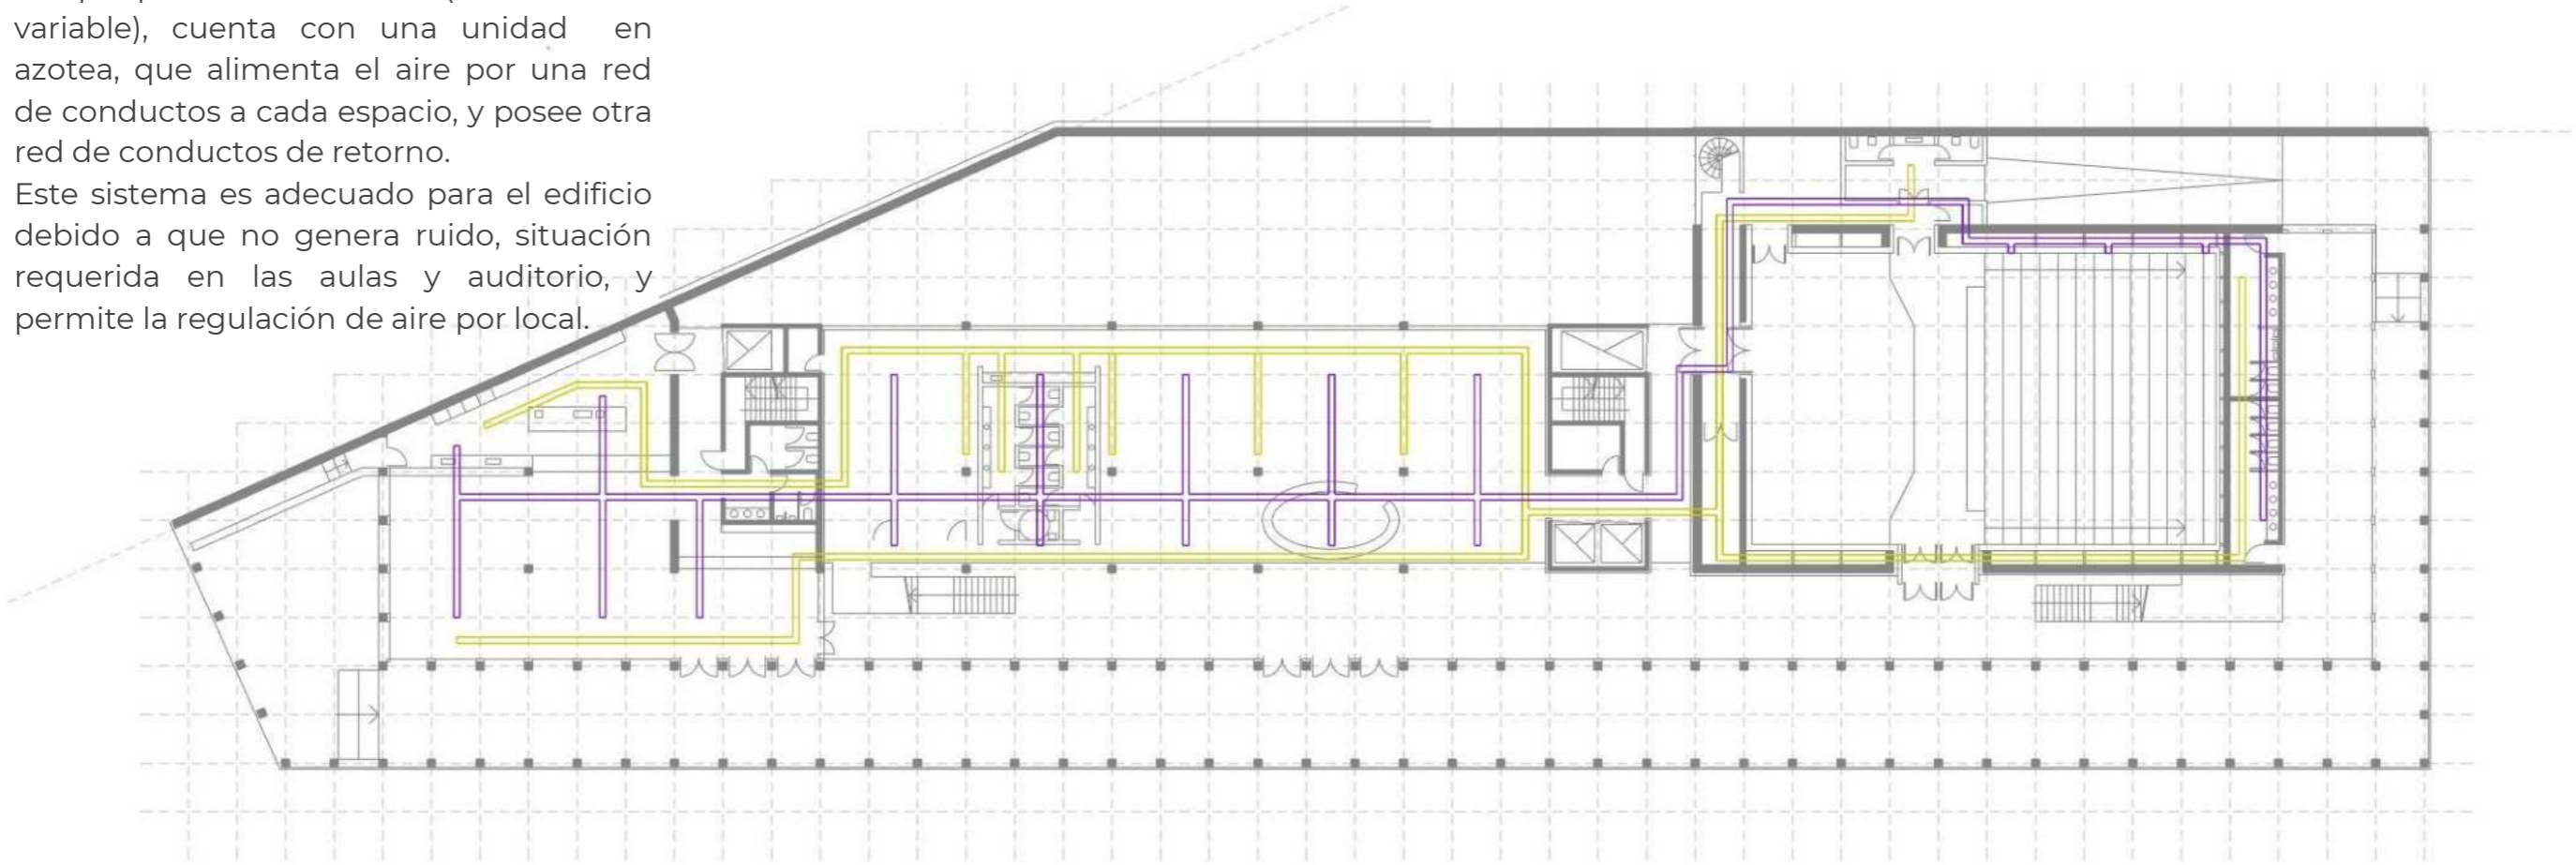 variable), cuenta con una unidad en
azotea, que alimenta el aire por una red
de conductos a cada espacio, y posee otra
red de conductos de retorno.
Este sistema es adecuado para el edificio
debido a que no genera ruido, situación
requerida en las aulas y auditorio, y
permite la regulación de aire por local.